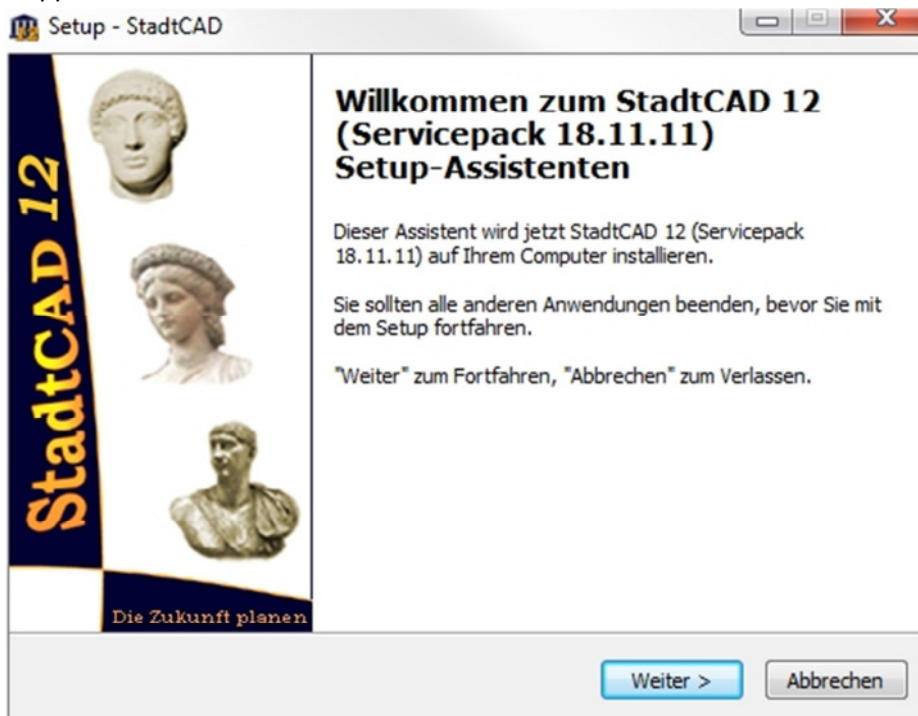 Setup - StadtCAD
StadtCAD 12
Die Zukunft planen
Willkommen zum StadtCAD 12
(Servicepack 18.11.11)
Setup-Assistenten
Dieser Assistent wird jetzt StadtCAD 12 (Servicepack
18.11.11) auf Ihrem Computer installieren.
Sie sollten alle anderen Anwendungen beenden, bevor Sie mit
dem Setup fortfahren.
"Weiter" zum Fortfahren, "Abbrechen" zum Verlassen.
Weiter >
Abbrechen